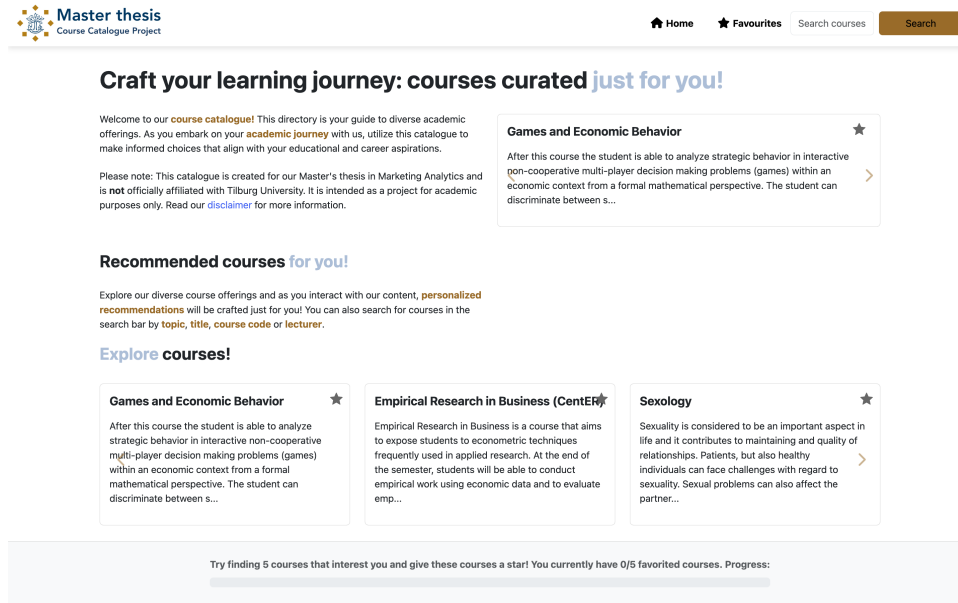 Master thesis
Course Catalogue Project
Home
Favourites
Search courses
Search
Craft your learning journey: courses curated just for you!
Welcome to our course catalogue! This directory is your guide to diverse academic
offerings. As you embark on your academic journey with us, utilize this catalogue to
make informed choices that align with your educational and career aspirations.
Please note: This catalogue is created for our Master's thesis in Marketing Analytics and
is not officially affiliated with Tilburg University. It is intended as a project for academic
purposes only. Read our disclaimer for more information.
Games and Economic Behavior
After this course the student is able to analyze strategic behavior in interactive
non-cooperative multi-player decision making problems (games) within an
economic context from a formal mathematical perspective. The student can
discriminate between s...
Recommended courses for you!
Explore our diverse course offerings and as you interact with our content, personalized
recommendations will be crafted just for you! You can also search for courses in the
search bar by topic, title, course code or lecturer.
Explore courses!
Games and Economic Behavior
After this course the student is able to analyze
strategic behavior in interactive non-cooperative
multi-player decision making problems (games)
within an economic context from a formal
mathematical perspective. The student can
discriminate between s...
Empirical Research in Business (CentER)
Empirical Research in Business is a course that aims
to expose students to econometric techniques
frequently used in applied research. At the end of
the semester, students will be able to conduct
empirical work using economic data and to evaluate
emp...
Sexology
Sexuality is considered to be an important aspect in
life and it contributes to maintaining and quality of
relationships. Patients, but also healthy
individuals can face challenges with regard to
sexuality. Sexual problems can also affect the
partner...
Try finding 5 courses that interest you and give these courses a star! You currently have 0/5 favorited courses. Progress: